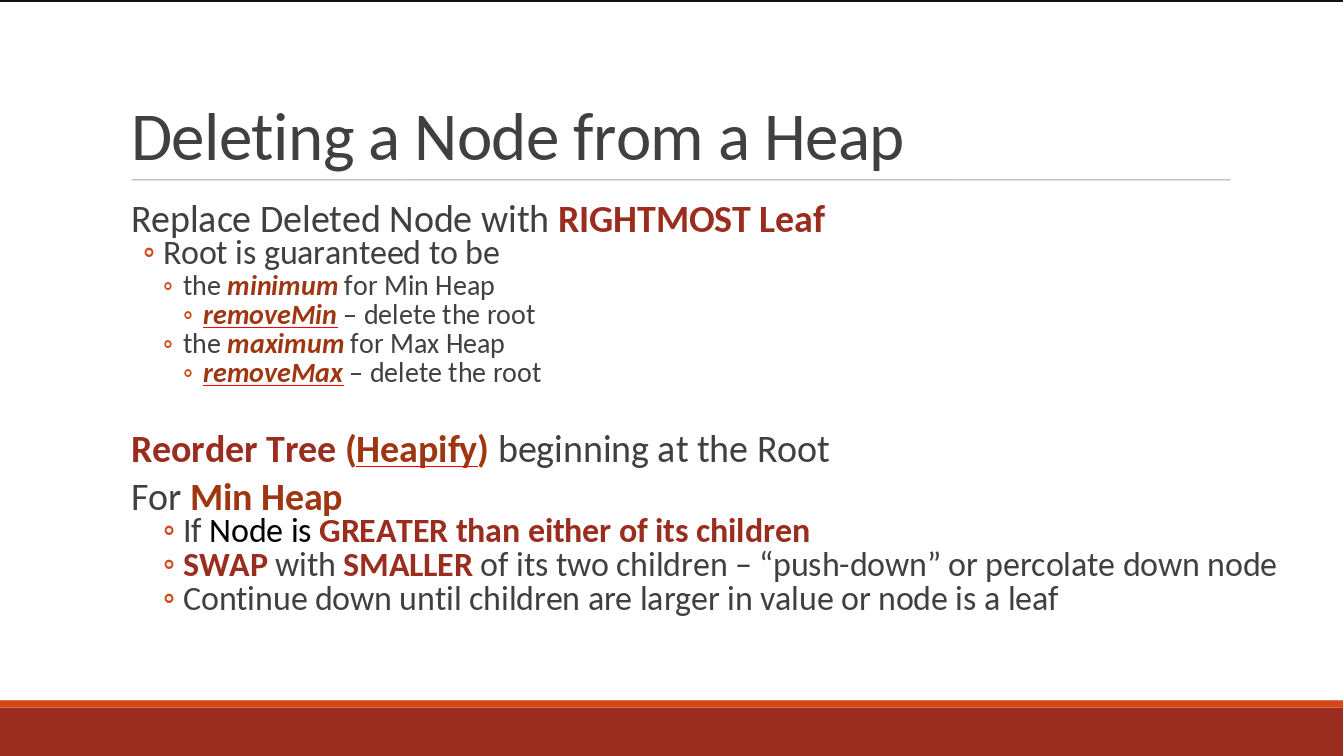 Deleting a Node from a Heap
Replace Deleted Node with RIGHTMOST Leaf
◦ Root is guaranteed to be
◦ the minimum for Min Heap
◦ removeMin – delete the root
◦ the maximum for Max Heap
◦ removeMax – delete the root
Reorder Tree (Heapify) beginning at the Root
For Min Heap
◦ If Node is GREATER than either of its children
◦ SWAP with SMALLER of its two children – “push-down” or percolate down node
◦ Continue down until children are larger in value or node is a leaf